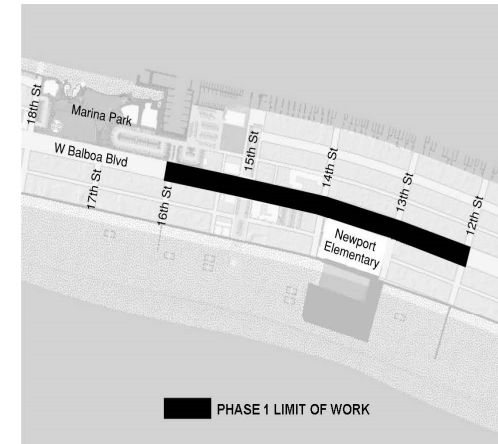 Marina Park
18th St
W Balboa Blvd
17th St
16th St
15th St
14th St
13th St
12th St
Newport
Elementary
PHASE 1 LIMIT OF WORK